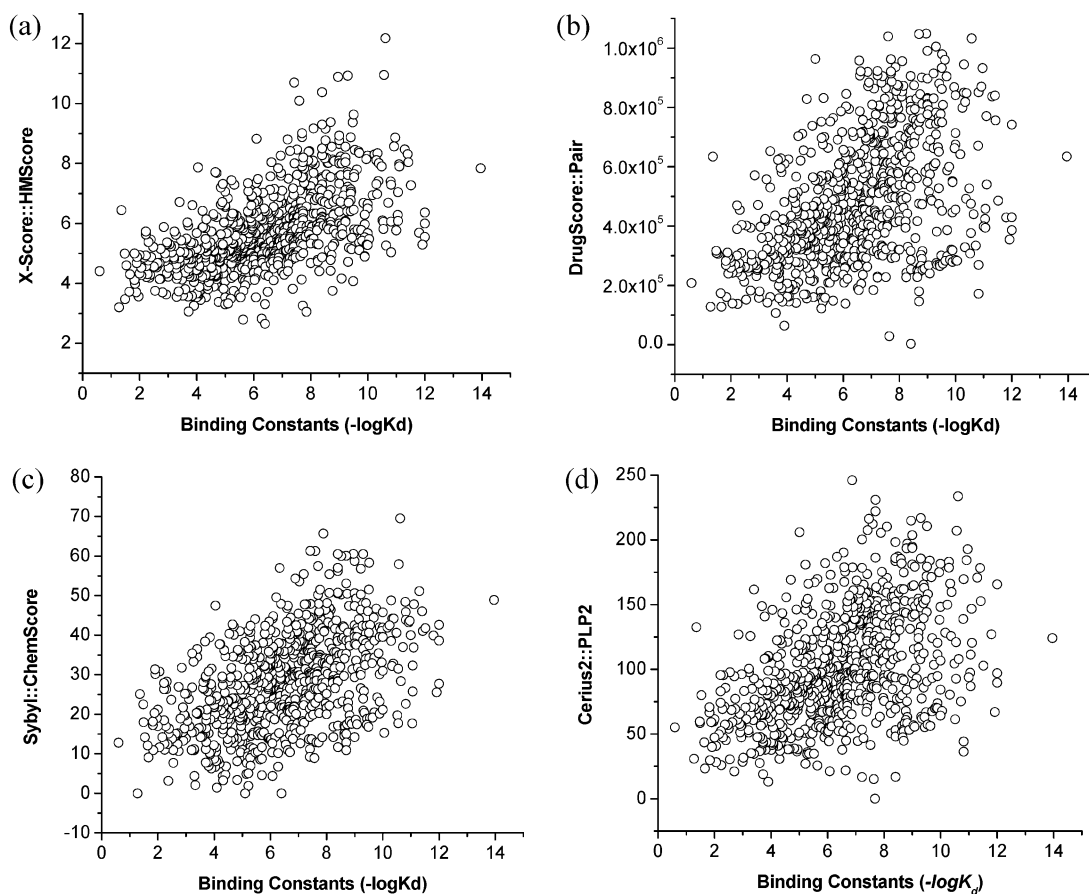 (a)
X-Score::HMScore
12
10
8
6
4
2
0 2 4 6 8 10 12 14
Binding Constants (-logKd)
(b)
DrugScore::Pair
1.0x10^6
8.0x10^5
6.0x10^5
4.0x10^5
2.0x10^5
0.0
0 2 4 6 8 10 12 14
Binding Constants (-logKd)
(c)
Sybyl::ChemScore
80
70
60
50
40
30
20
10
0
-10
0 2 4 6 8 10 12 14
Binding Constants (-logKd)
(d)
Cerius2::PLP2
250
200
150
100
50
0
0 2 4 6 8 10 12 14
Binding Constants (-logK_d)